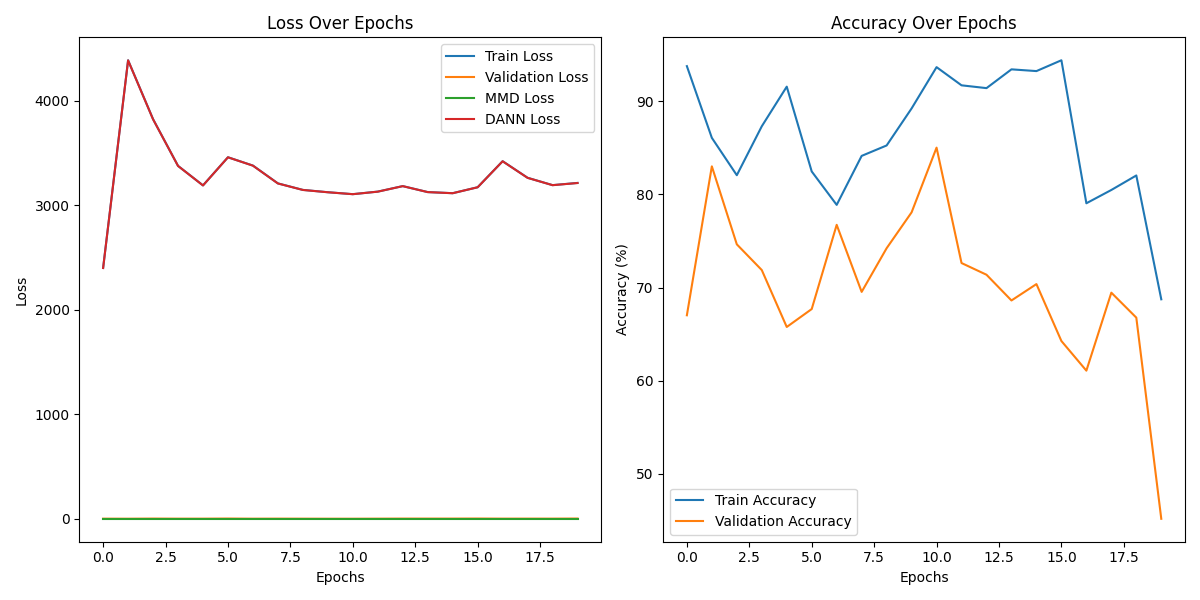 Loss Over Epochs
Loss
4000
3000
2000
1000
0
0.0 2.5 5.0 7.5 10.0 12.5 15.0 17.5
Epochs
Train Loss
Validation Loss
MMD Loss
DANN Loss
Accuracy Over Epochs
Accuracy (%)
90
80
70
60
50
0.0 2.5 5.0 7.5 10.0 12.5 15.0 17.5
Epochs
Train Accuracy
Validation Accuracy